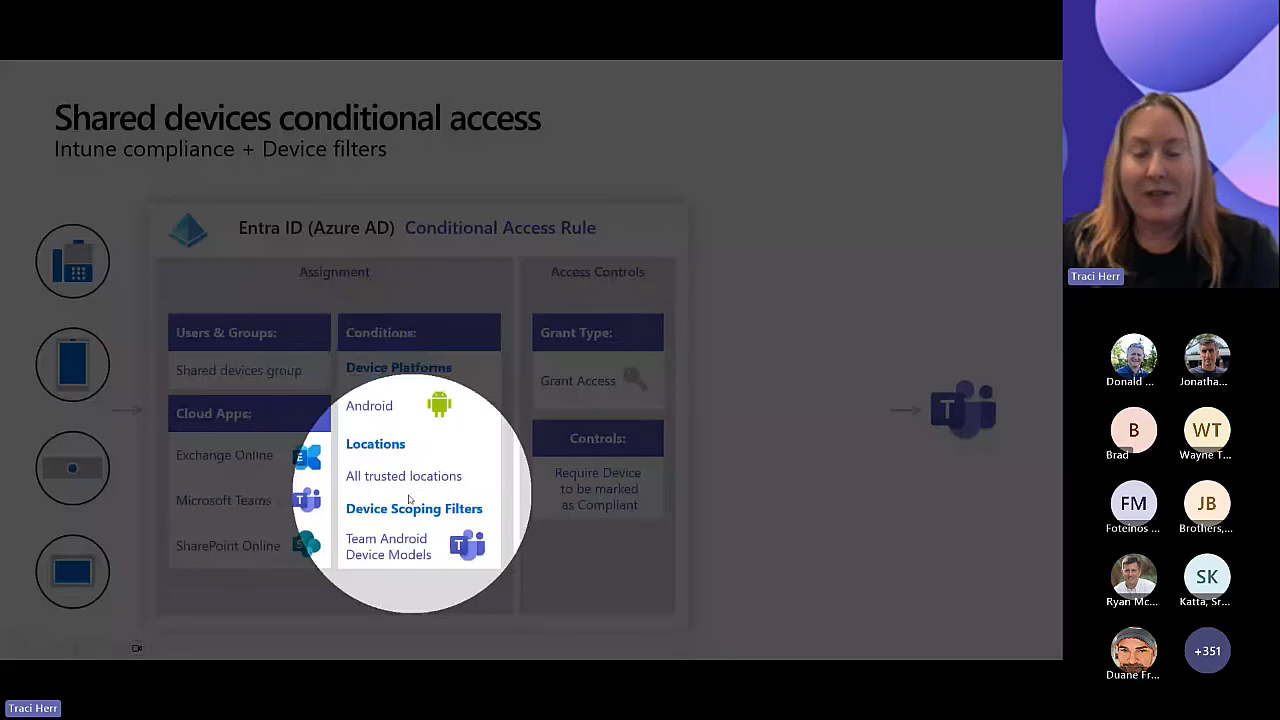 Shared devices conditional access
Intune compliance + Device filters
Entra ID (Azure AD) Conditional Access Rule
Assignment
Access Controls
Users & Groups:
Shared devices group
Cloud Apps:
Exchange Online
E
Microsoft Teams
T
SharePoint Online
S
Conditions:
Device Platforms
Android
Locations
All trusted locations
Device Scoping Filters
Team Android
Device Models
T
Grant Type:
Grant Access
Controls:
Require Device
to be marked
as Compliant
T
Traci Herr
Donald ...
Jonatha...
B
Brad
WT
Wayne T...
FM
Foteinos ...
JB
Brothers,...
Ryan Mc...
SK
Katta, Sr...
Duane Fr...
+351
Traci Herr